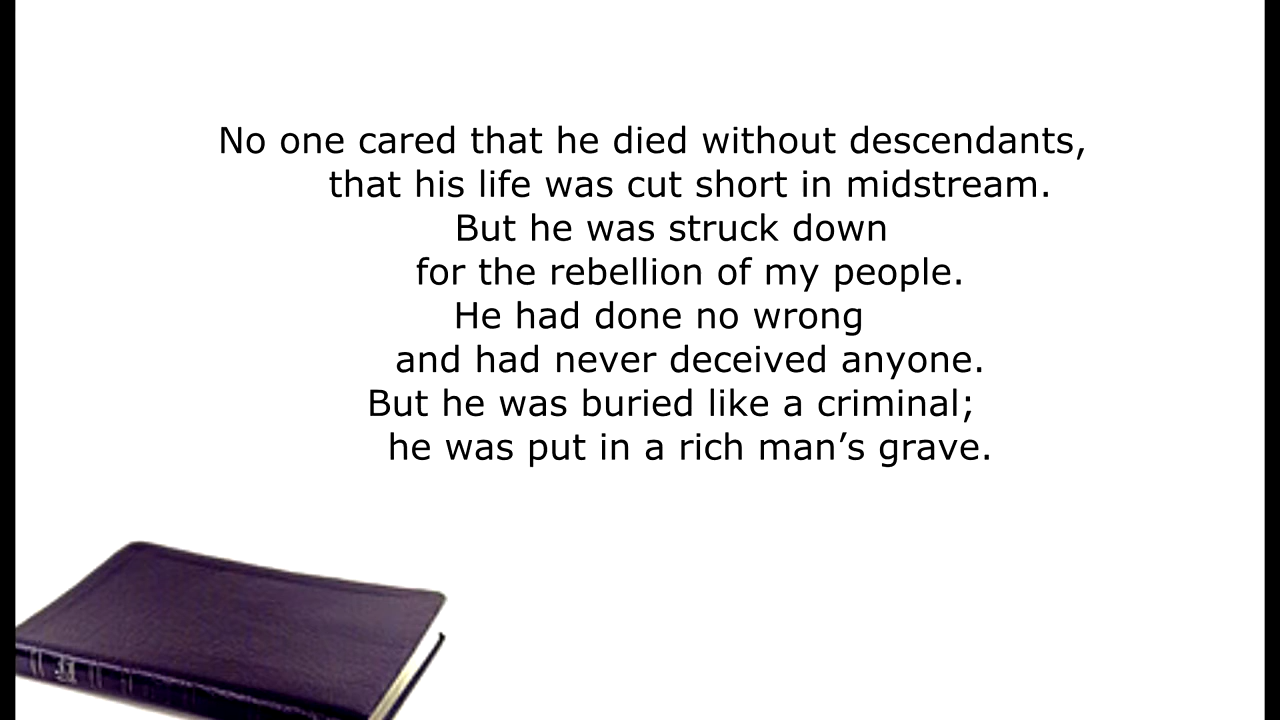 No one cared that he died without descendants,
that his life was cut short in midstream.
But he was struck down
for the rebellion of my people.
He had done no wrong
and had never deceived anyone.
But he was buried like a criminal;
he was put in a rich man’s grave.